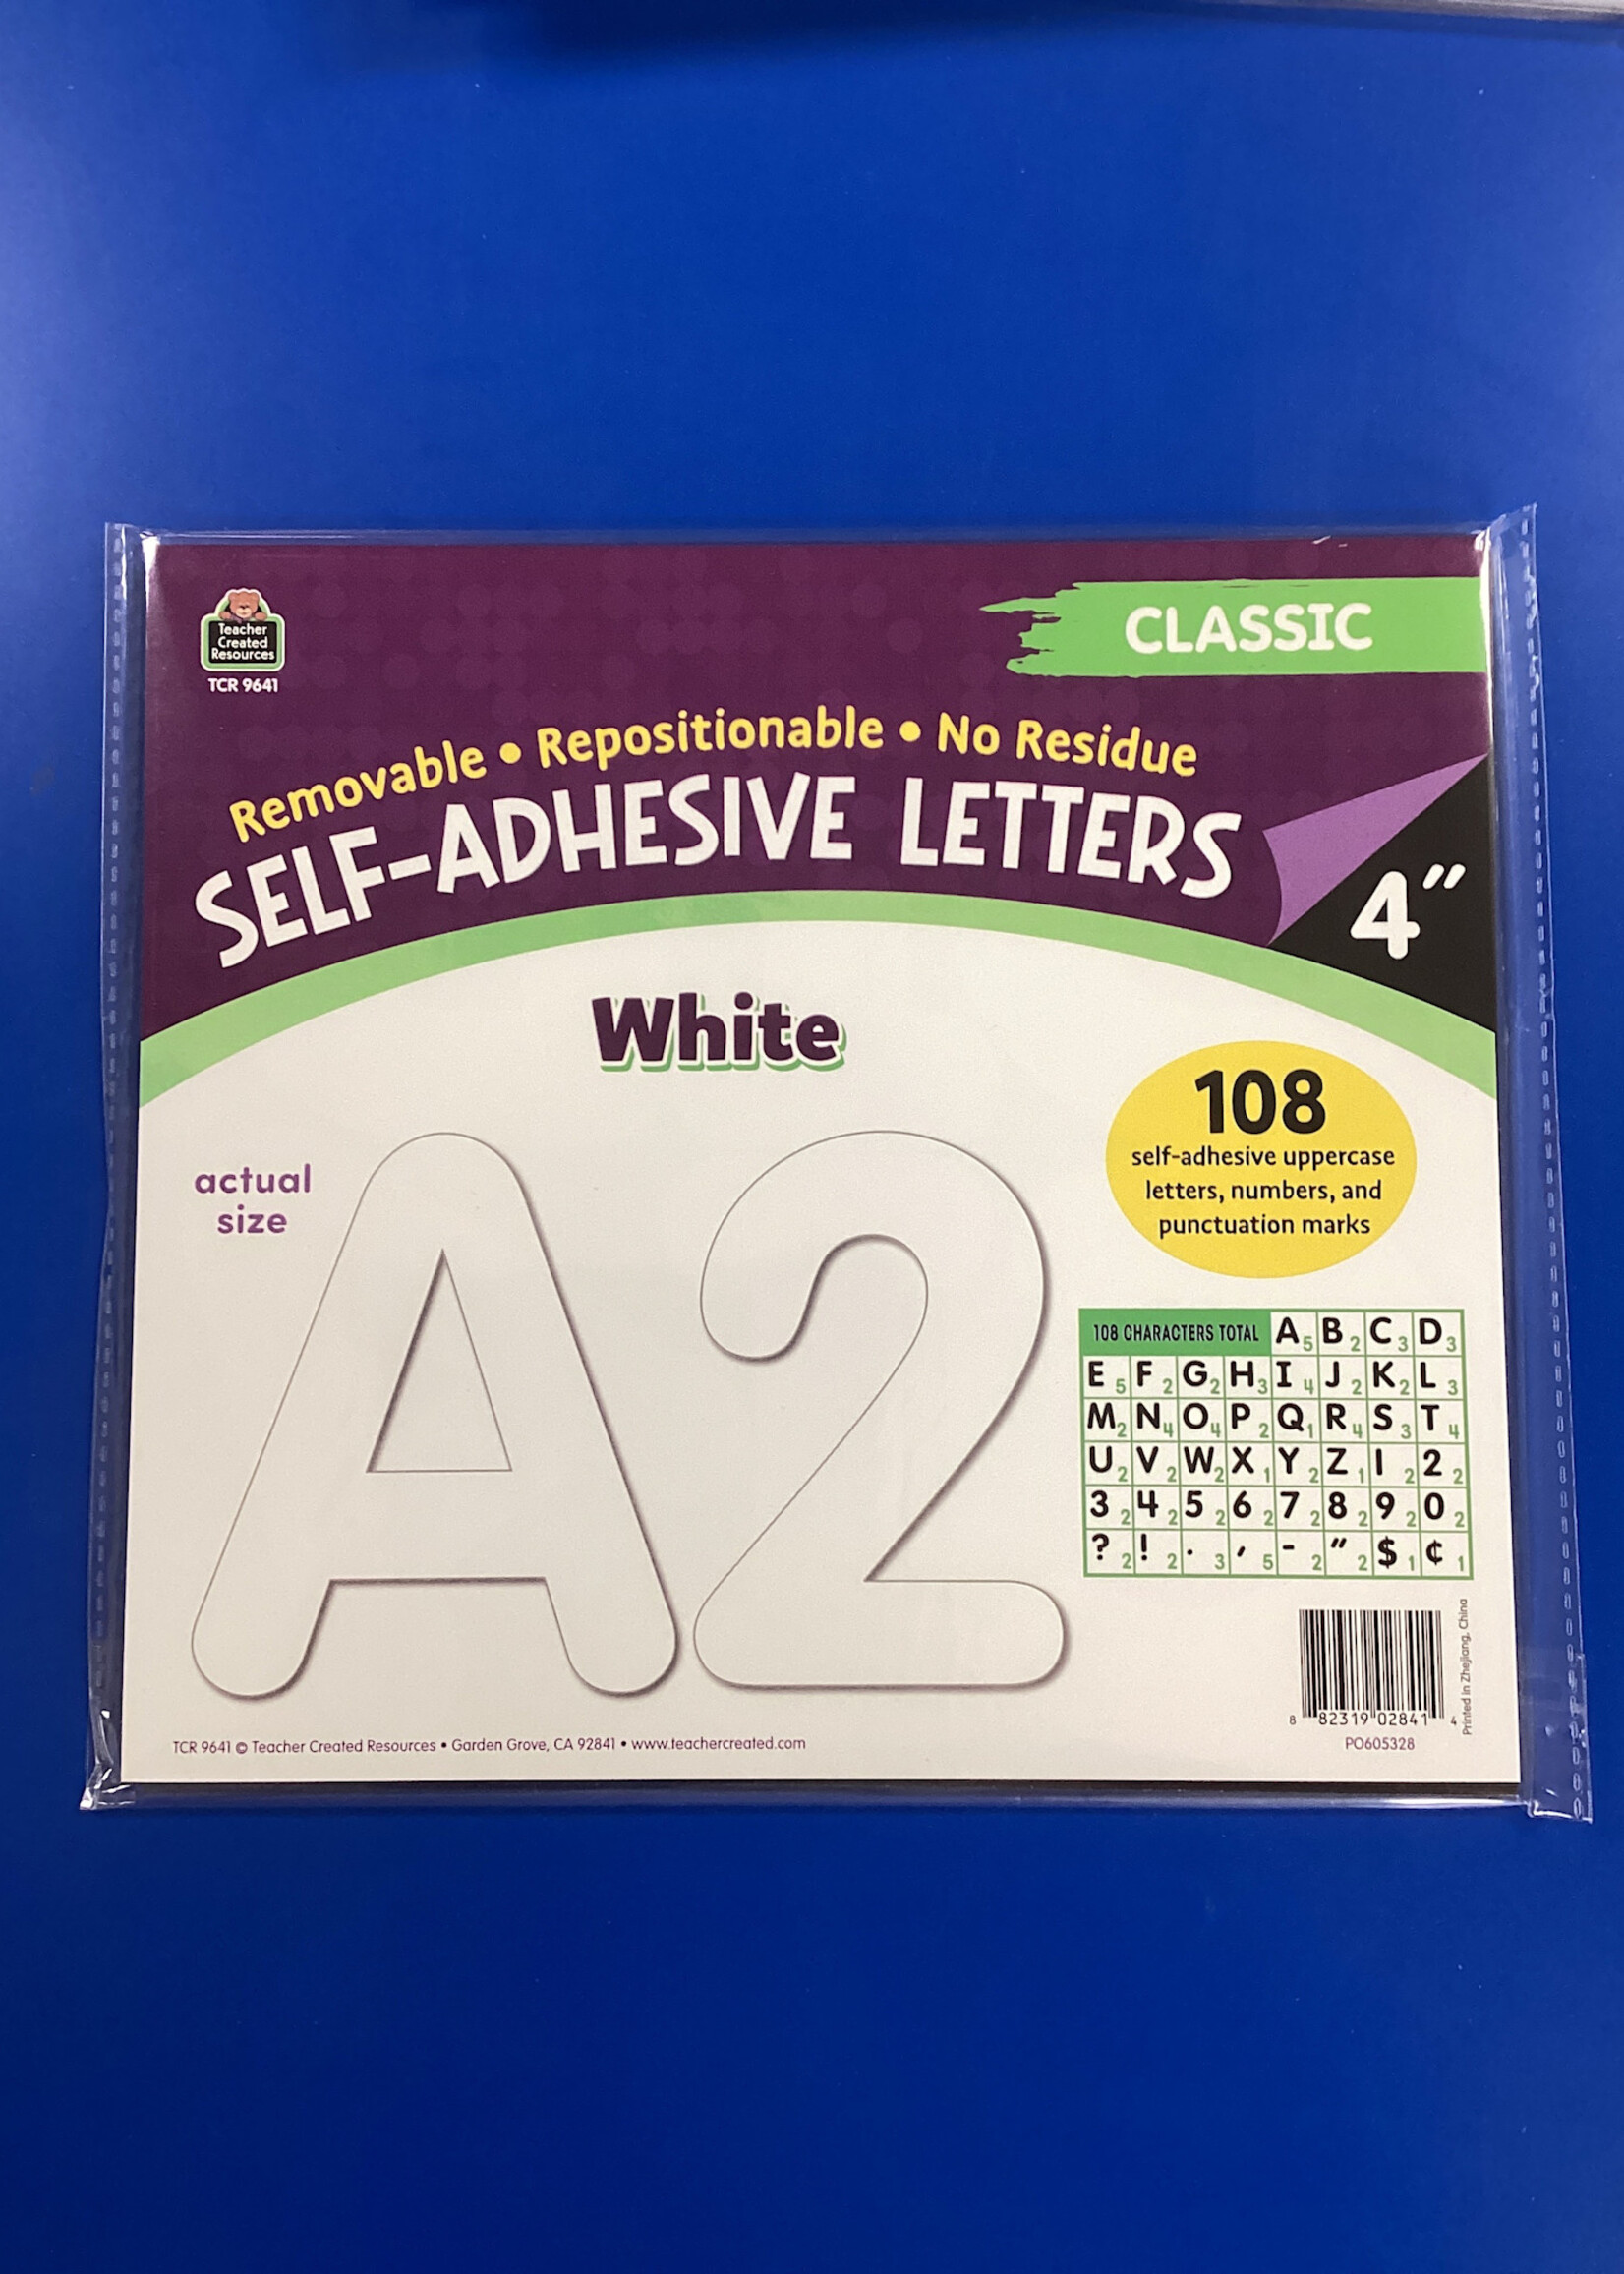 Teacher
Created
Resources
TCR 9641
CLASSIC
Removable • Repositionable • No Residue
SELF-ADHESIVE LETTERS
4"
White
108
self-adhesive uppercase
letters, numbers, and
punctuation marks
actual
size
A2
108 CHARACTERS TOTAL A 5 B 2 C 3 D 3
E 5 F 2 G 2 H 3 I 4 J 2 K 2 L 3
M 2 N 4 O 4 P 2 Q 1 R 4 S 3 T 4
U 2 V 2 W 2 X 1 Y 2 Z 1 1 2 2 2
3 2 4 2 5 2 6 2 7 2 8 2 9 2 0 2
? 2 ! 2 . 3 ′ 5 - 2 ″ 2 $ 1 ¢ 1
8 82319 02841 4
Printed in Zhejiang, China
PO605328
TCR 9641 © Teacher Created Resources • Garden Grove, CA 92841 • www.teachercreated.com